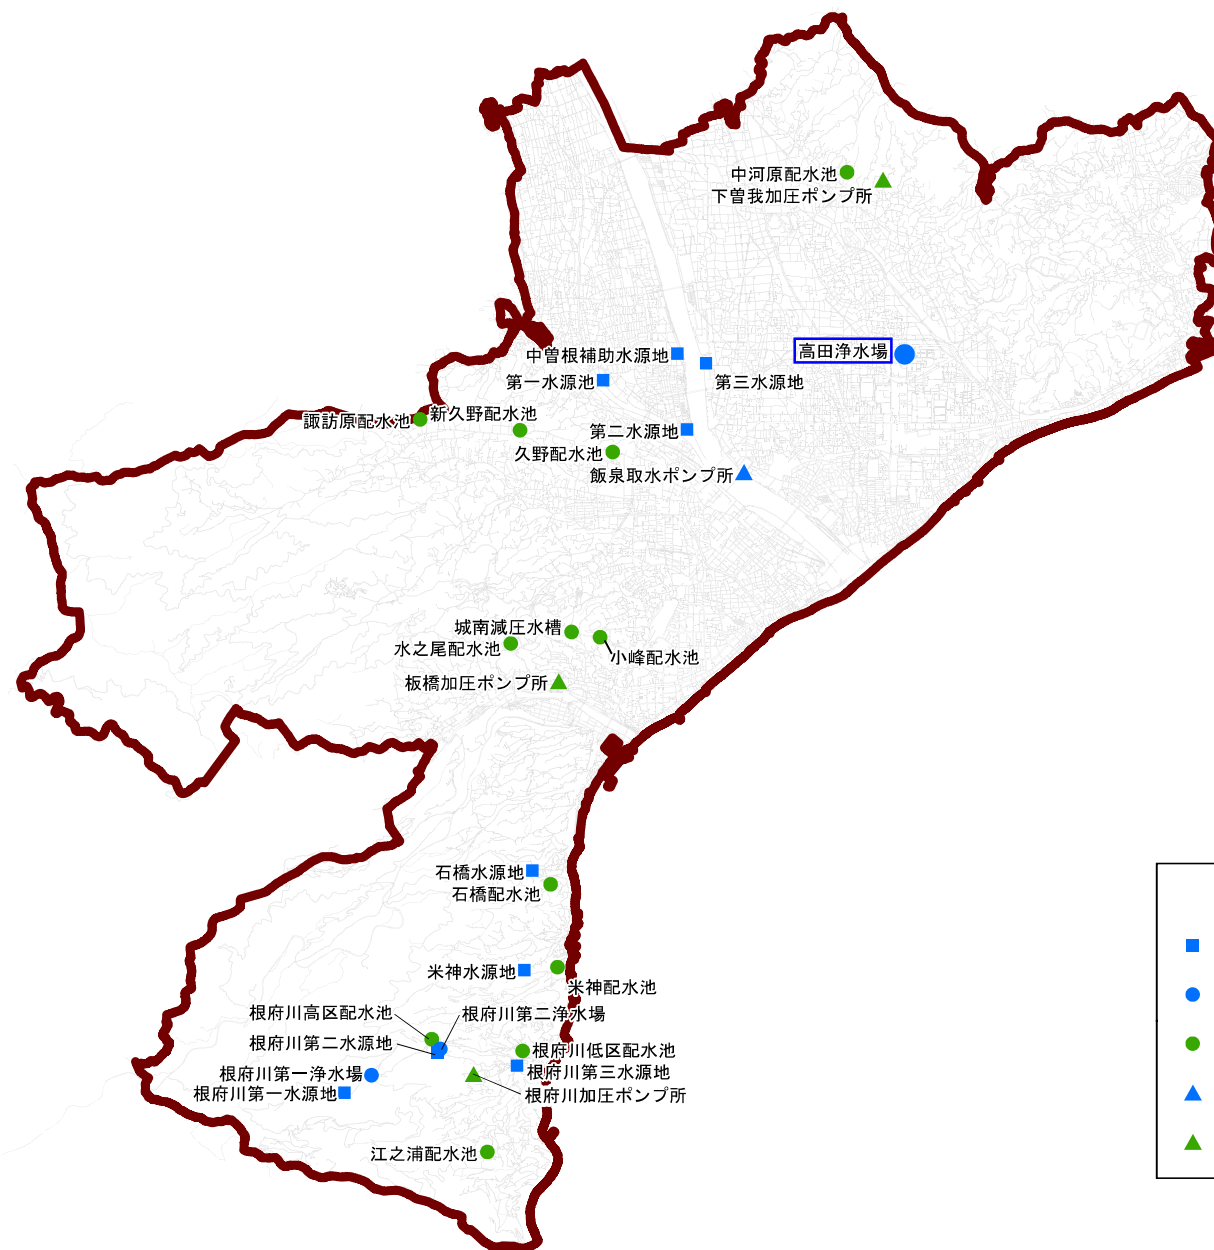 中河原配水池
下曽我加圧ポンプ所
高田浄水場
中曽根補助水源地
第三水源地
第一水源池
諏訪原配水池
新久野配水池
第二水源地
久野配水池
飯泉取水ポンプ所
城南減圧水槽
水之尾配水池
小峰配水池
板橋加圧ポンプ所
石橋水源地
石橋配水池
米神水源地
米神配水池
根府川高区配水池
根府川第二浄水場
根府川第二水源地
根府川低区配水池
根府川第一浄水場
根府川第三水源地
根府川第一水源地
根府川加圧ポンプ所
江之浦配水池